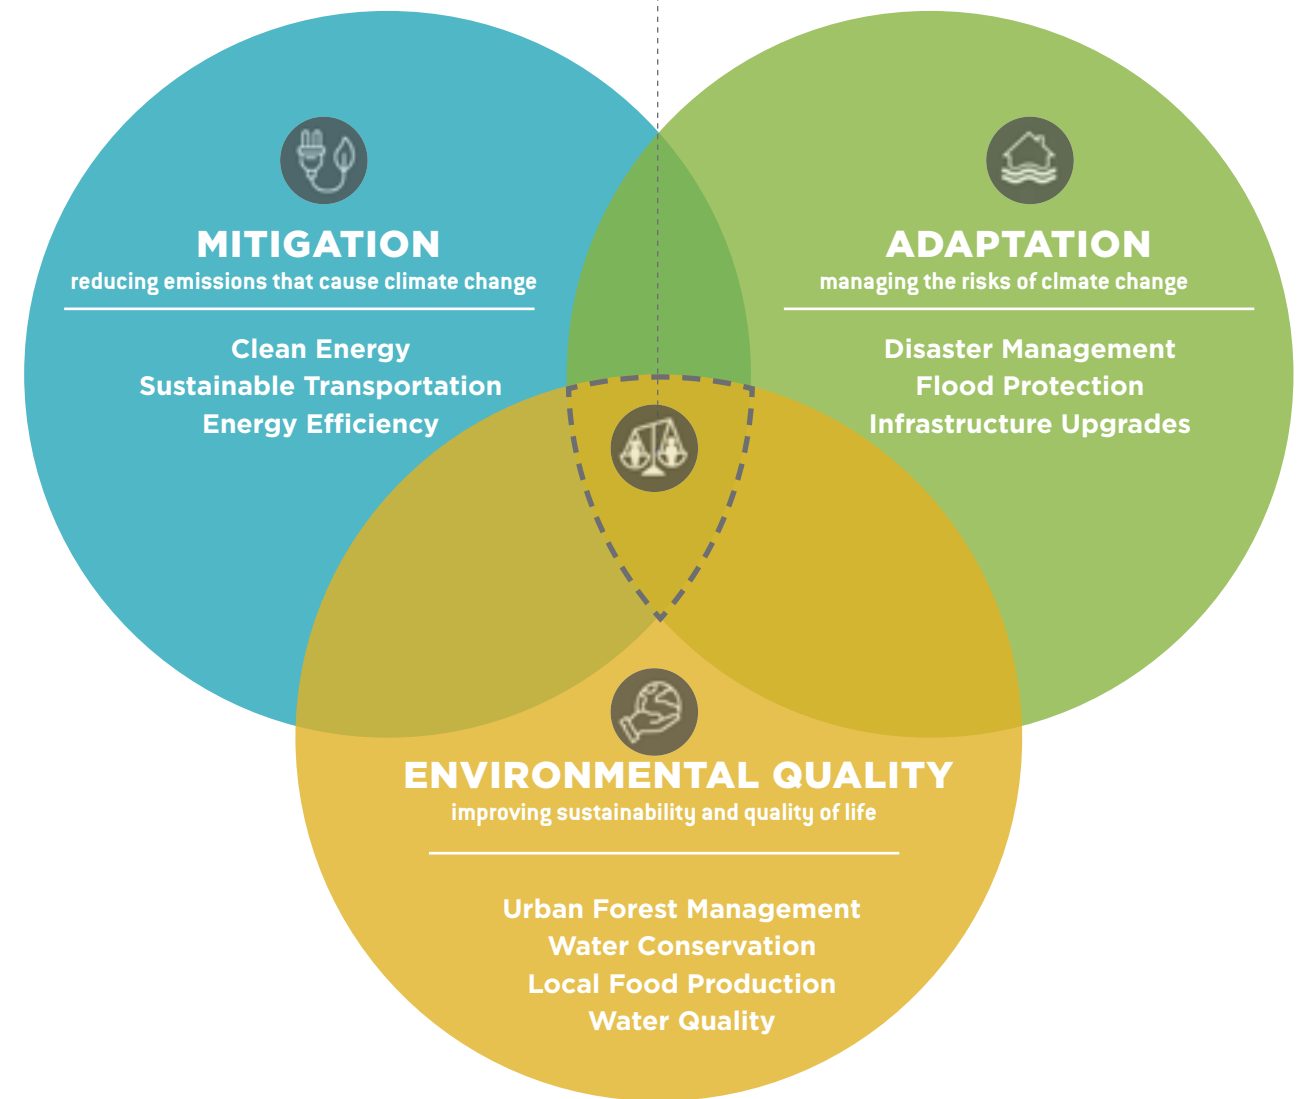 MITIGATION
reducing emissions that cause climate change
Clean Energy
Sustainable Transportation
Energy Efficiency
ADAPTATION
managing the risks of clmate change
Disaster Management
Flood Protection
Infrastructure Upgrades
ENVIRONMENTAL QUALITY
improving sustainability and quality of life
Urban Forest Management
Water Conservation
Local Food Production
Water Quality